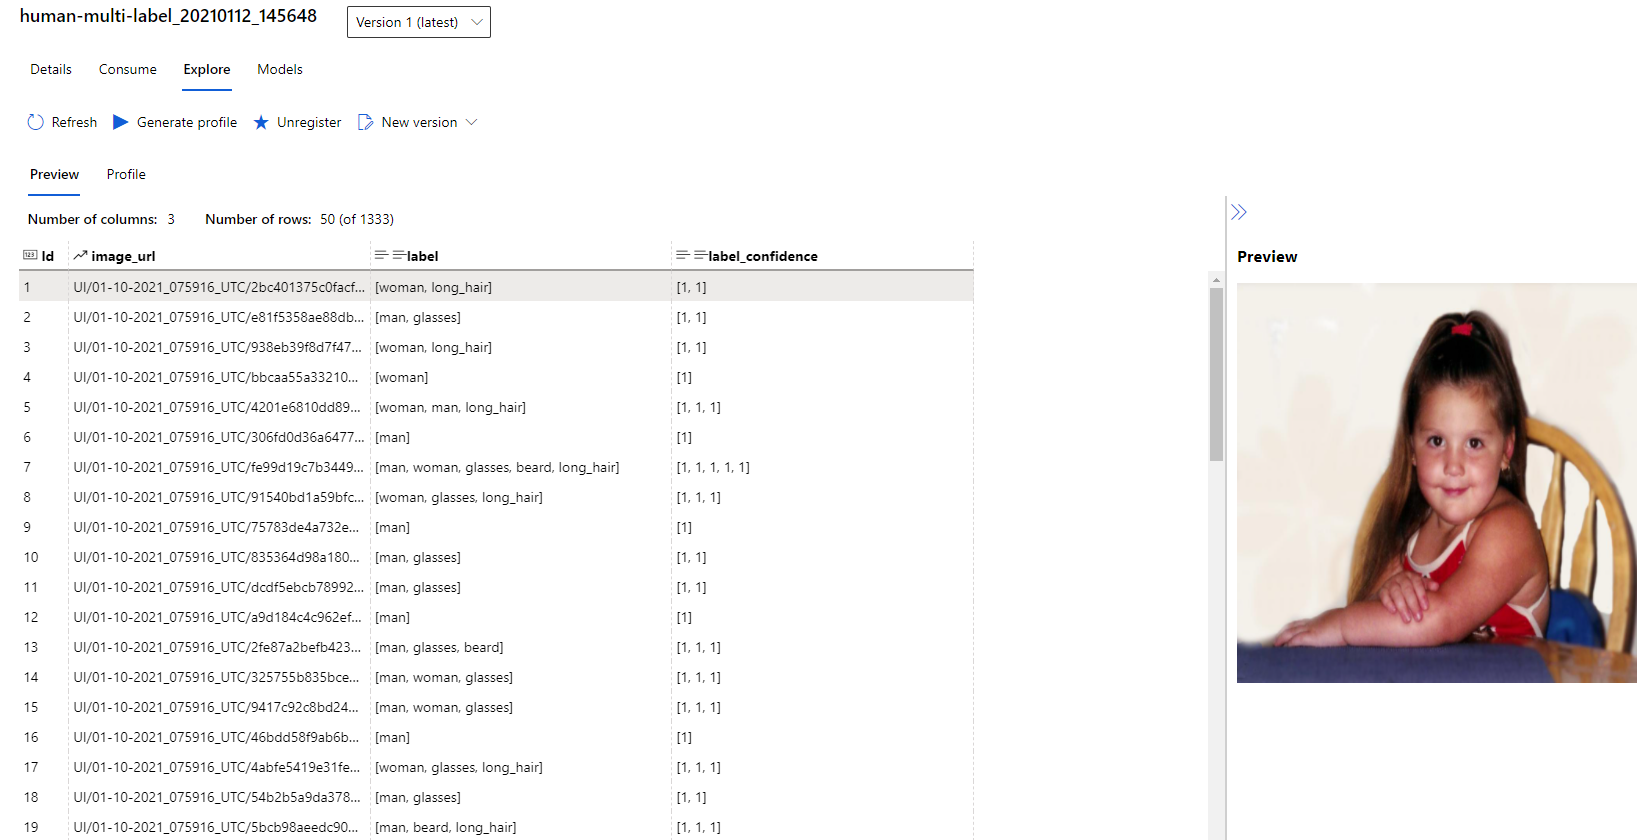 human-multi-label_20210112_145648 Version 1 (latest)
Details Consume Explore Models
Refresh Generate profile Unregister New version
Preview Profile
Number of columns: 3 Number of rows: 50 (of 1333)
Id image_url label label_confidence
1 UI/01-10-2021_075916_UTC/2bc401375c0facf... [woman, long_hair] [1, 1]
2 UI/01-10-2021_075916_UTC/e81f5358ae88db... [man, glasses] [1, 1]
3 UI/01-10-2021_075916_UTC/938eb39f8d7f47... [woman, long_hair] [1, 1]
4 UI/01-10-2021_075916_UTC/bbcaa55a33210... [woman] [1]
5 UI/01-10-2021_075916_UTC/4201e6810dd89... [woman, man, long_hair] [1, 1, 1]
6 UI/01-10-2021_075916_UTC/306fd0d36a6477... [man] [1]
7 UI/01-10-2021_075916_UTC/fe99d19c7b3449... [man, woman, glasses, beard, long_hair] [1, 1, 1, 1, 1]
8 UI/01-10-2021_075916_UTC/91540bd1a59bfc... [woman, glasses, long_hair] [1, 1, 1]
9 UI/01-10-2021_075916_UTC/75783de4a732e... [man] [1]
10 UI/01-10-2021_075916_UTC/835364d98a180... [man, glasses] [1, 1]
11 UI/01-10-2021_075916_UTC/dcdf5ebcb78992... [man, glasses] [1, 1]
12 UI/01-10-2021_075916_UTC/a9d184c4c962ef... [man] [1]
13 UI/01-10-2021_075916_UTC/2fe87a2befb423... [man, glasses, beard] [1, 1, 1]
14 UI/01-10-2021_075916_UTC/325755b835bce... [man, woman, glasses] [1, 1, 1]
15 UI/01-10-2021_075916_UTC/9417c92c8bd24... [man, woman, glasses] [1, 1, 1]
16 UI/01-10-2021_075916_UTC/46bdd58f9ab6b... [man] [1]
17 UI/01-10-2021_075916_UTC/4abfe5419e31fe... [woman, glasses, long_hair] [1, 1, 1]
18 UI/01-10-2021_075916_UTC/54b2b5a9da378... [man, glasses] [1, 1]
19 UI/01-10-2021_075916_UTC/5bcb98aeedc90... [man, beard, long_hair] [1, 1, 1]
Preview